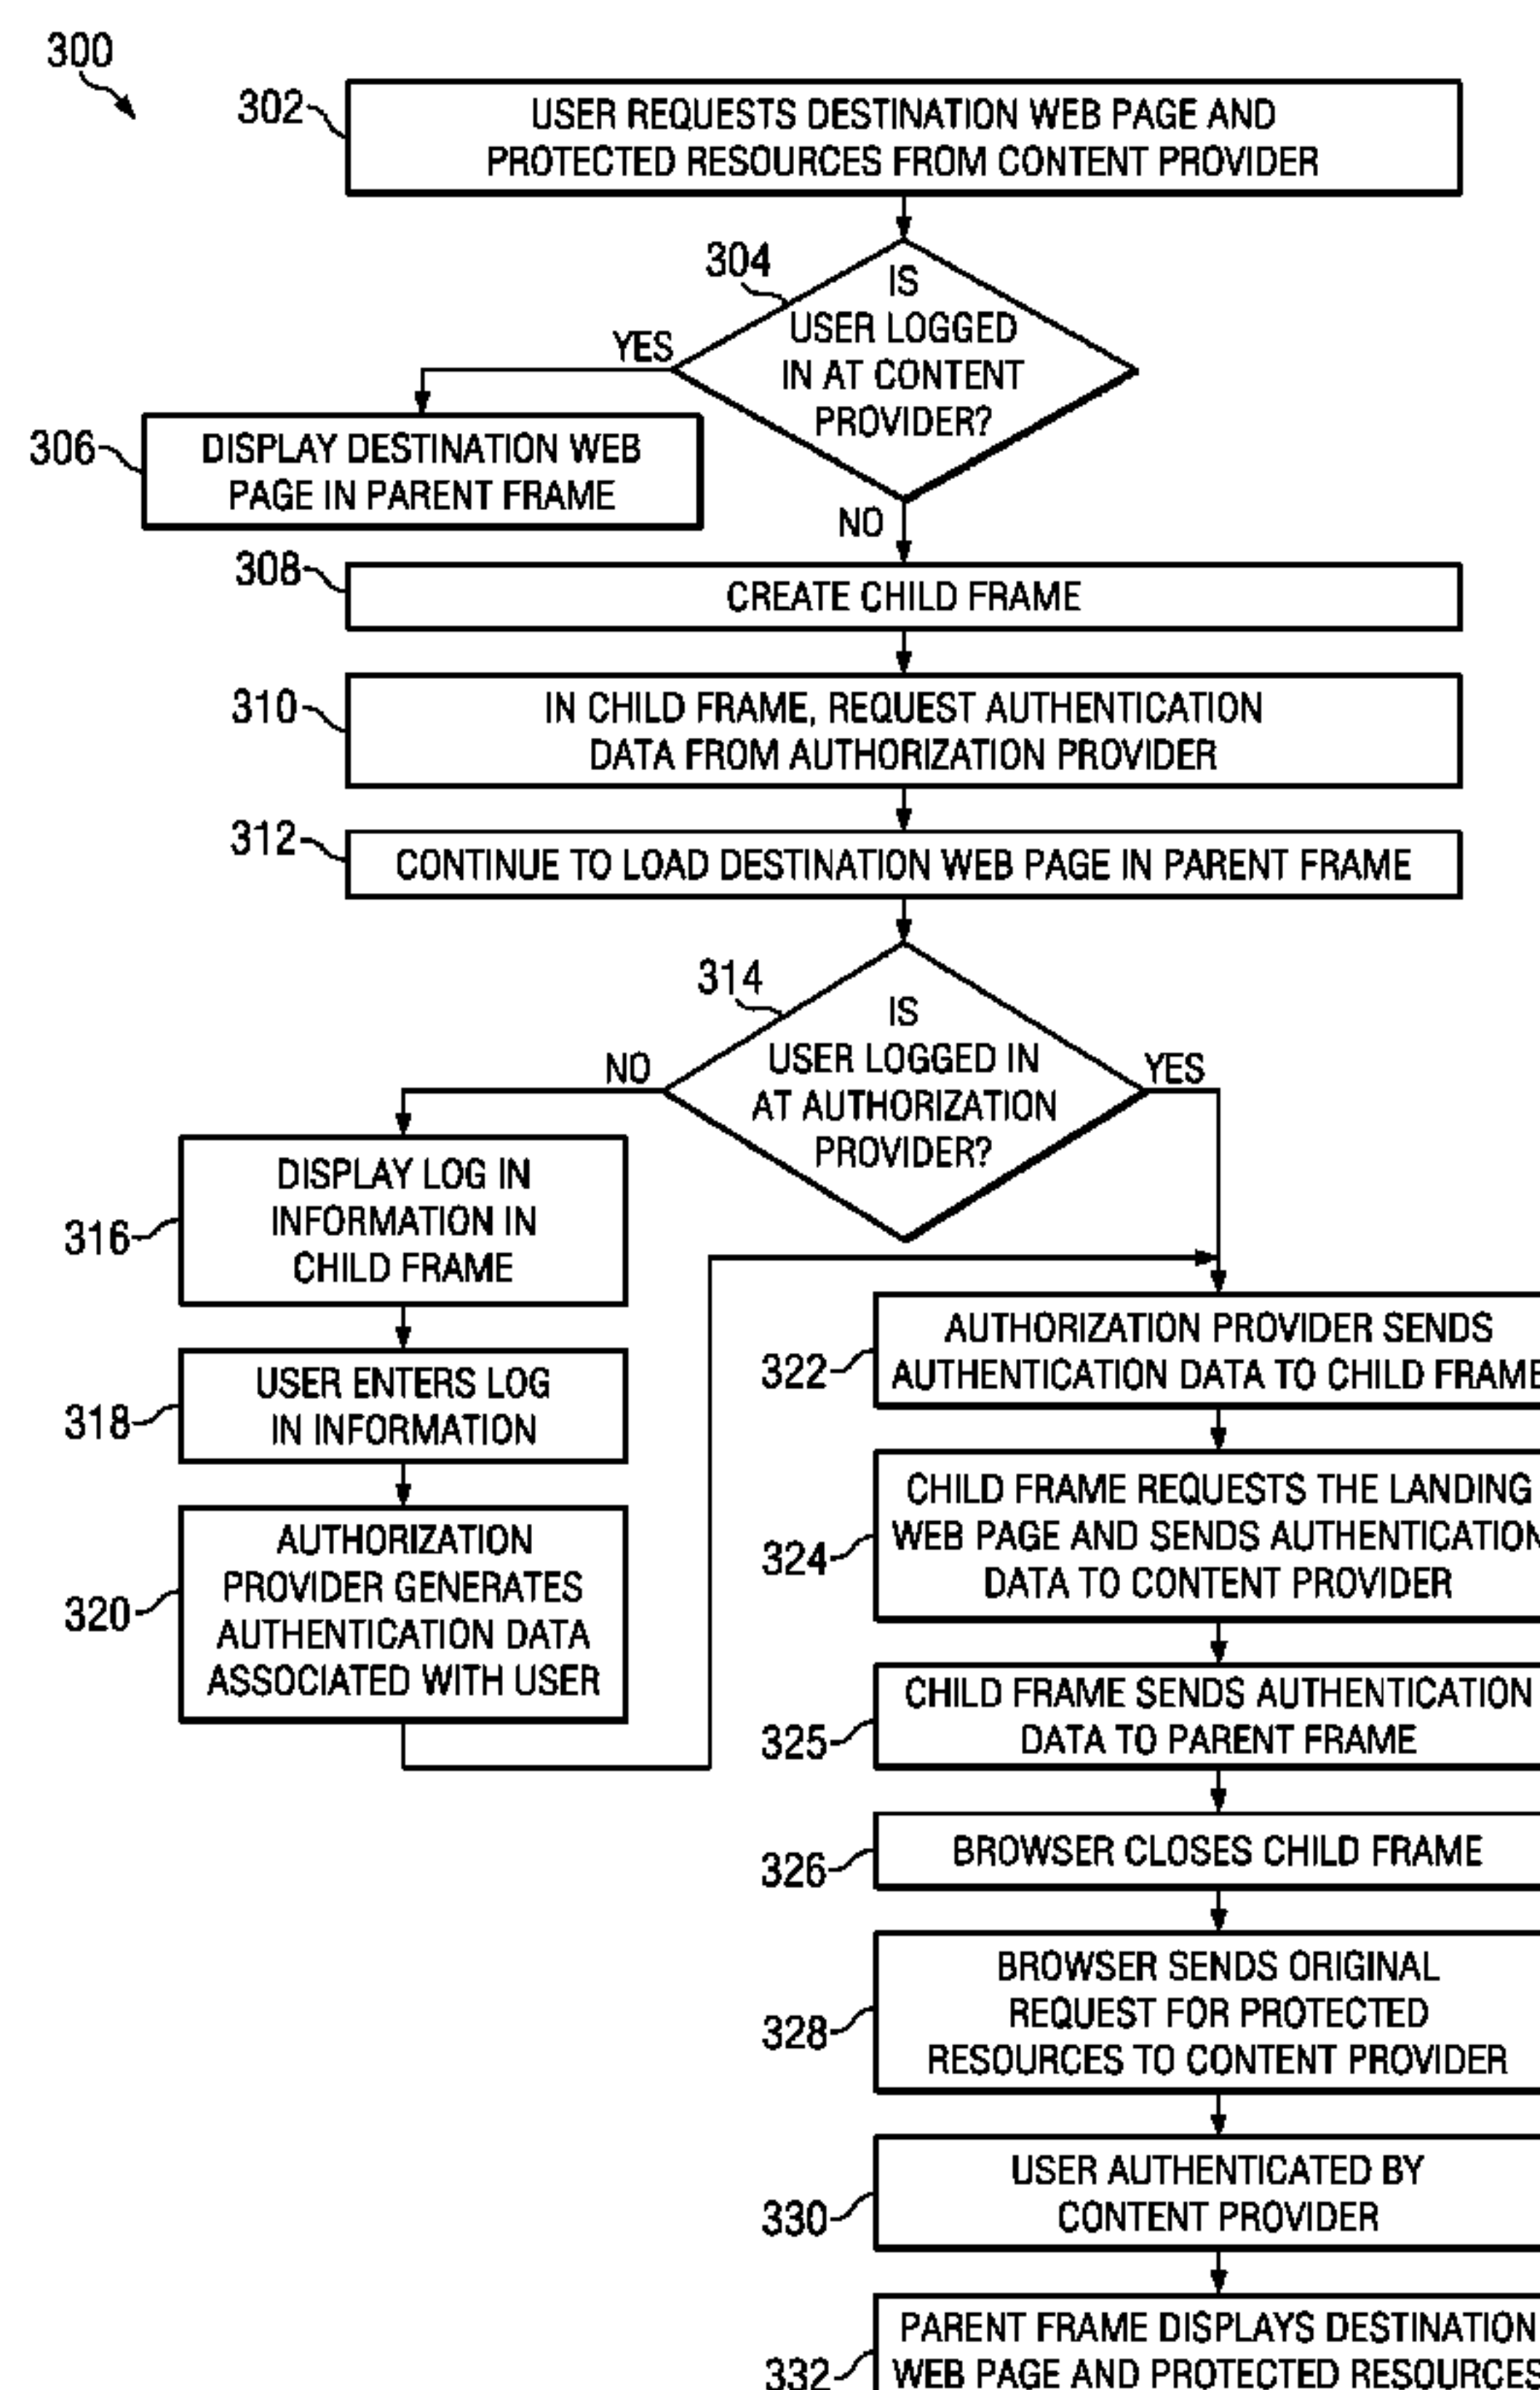 300
302
USER REQUESTS DESTINATION WEB PAGE AND
PROTECTED RESOURCES FROM CONTENT PROVIDER
304
IS
USER LOGGED
IN AT CONTENT
PROVIDER?
YES
306
DISPLAY DESTINATION WEB
PAGE IN PARENT FRAME
NO
308
CREATE CHILD FRAME
310
IN CHILD FRAME, REQUEST AUTHENTICATION
DATA FROM AUTHORIZATION PROVIDER
312
CONTINUE TO LOAD DESTINATION WEB PAGE IN PARENT FRAME
314
IS
USER LOGGED IN
AT AUTHORIZATION
PROVIDER?
NO
YES
316
DISPLAY LOG IN
INFORMATION IN
CHILD FRAME
318
USER ENTERS LOG
IN INFORMATION
320
AUTHORIZATION
PROVIDER GENERATES
AUTHENTICATION DATA
ASSOCIATED WITH USER
322
AUTHORIZATION PROVIDER SENDS
AUTHENTICATION DATA TO CHILD FRAME
324
CHILD FRAME REQUESTS THE LANDING
WEB PAGE AND SENDS AUTHENTICATION
DATA TO CONTENT PROVIDER
325
CHILD FRAME SENDS AUTHENTICATION
DATA TO PARENT FRAME
326
BROWSER CLOSES CHILD FRAME
328
BROWSER SENDS ORIGINAL
REQUEST FOR PROTECTED
RESOURCES TO CONTENT PROVIDER
330
USER AUTHENTICATED BY
CONTENT PROVIDER
332
PARENT FRAME DISPLAYS DESTINATION
WEB PAGE AND PROTECTED RESOURCES